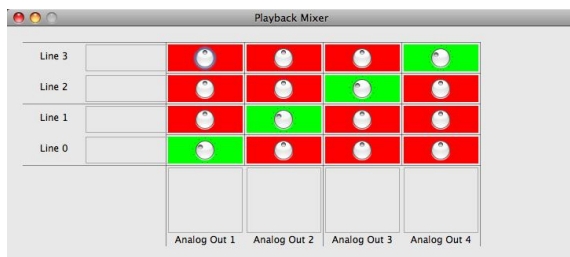 Playback Mixer
Line 3
Line 2
Line 1
Line 0
Analog Out 1 Analog Out 2 Analog Out 3 Analog Out 4